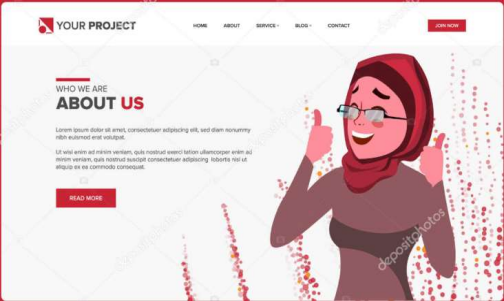 YOUR PROJECT
HOME ABOUT SERVICE BLOG CONTACT JOIN NOW
WHO WE ARE
ABOUT US
Lorem ipsum dolor sit amet, consectetuer adipiscing elit, sed diam nonummy
nibh euismod volutpat.
Ut wisi enim ad minim veniam, quis nostrud exerci tation ullamcorper enim ad
minim veniam, quis nostrud suscipit consectetuer adipiscing lobortis ut
aliquip ex ea commodo consequat.
READ MORE
depositphotos